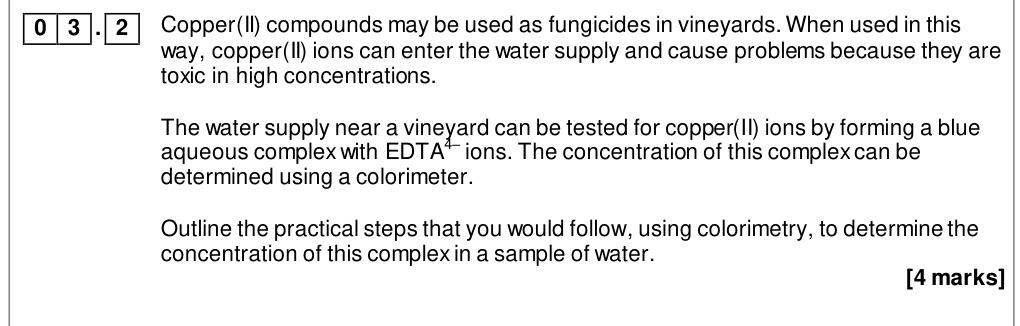 0 3 . 2 Copper(II) compounds may be used as fungicides in vineyards. When used in this
way, copper(II) ions can enter the water supply and cause problems because they are
toxic in high concentrations.
The water supply near a vineyard can be tested for copper(II) ions by forming a blue
aqueous complex with EDTA⁴⁻ ions. The concentration of this complex can be
determined using a colorimeter.
Outline the practical steps that you would follow, using colorimetry, to determine the
concentration of this complex in a sample of water.
[4 marks]